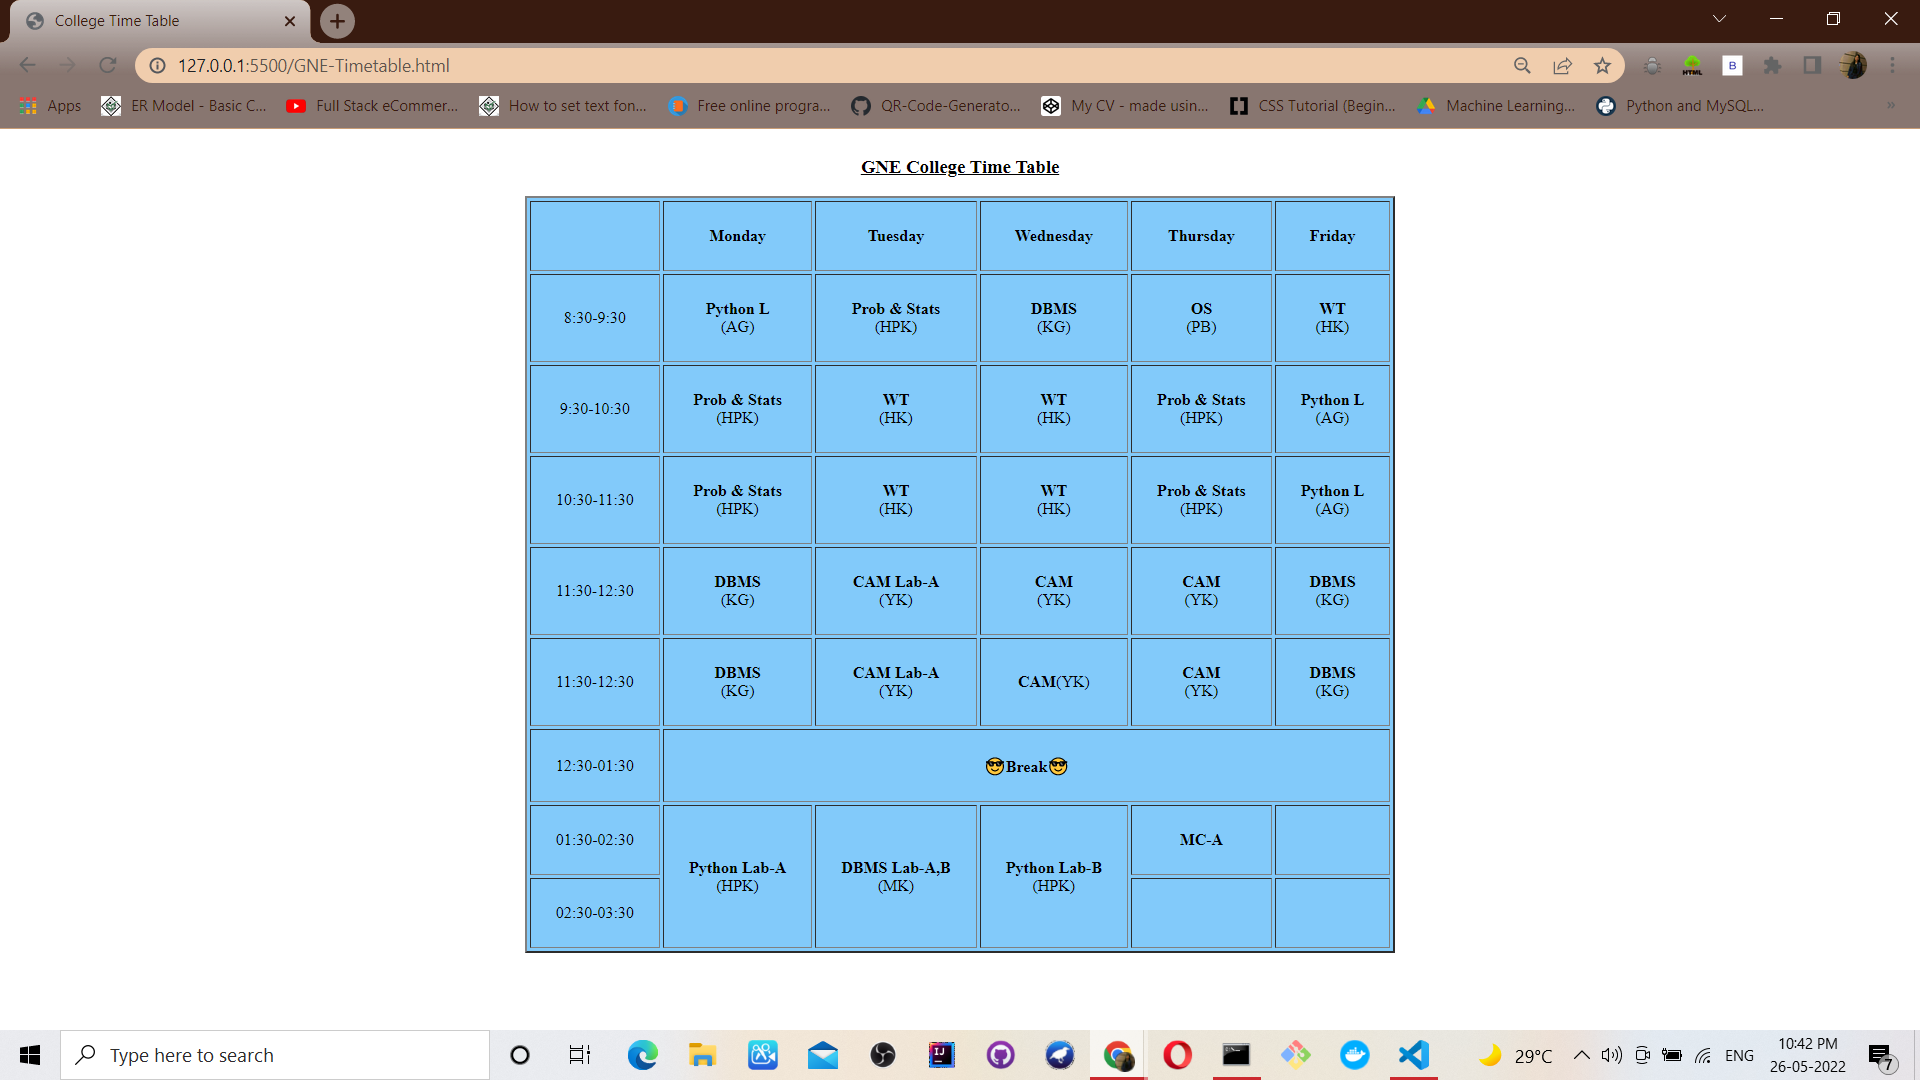 College Time Table
127.0.0.1:5500/GNE-Timetable.html
Apps ER Model - Basic C... Full Stack eCommer... How to set text fon... Free online progra... QR-Code-Generato... My CV - made usin... CSS Tutorial (Begin... Machine Learning... Python and MySQL... »
GNE College Time Table
Monday Tuesday Wednesday Thursday Friday
8:30-9:30 Python L (AG) Prob & Stats (HPK) DBMS (KG) OS (PB) WT (HK)
9:30-10:30 Prob & Stats (HPK) WT (HK) WT (HK) Prob & Stats (HPK) Python L (AG)
10:30-11:30 Prob & Stats (HPK) WT (HK) WT (HK) Prob & Stats (HPK) Python L (AG)
11:30-12:30 DBMS (KG) CAM Lab-A (YK) CAM (YK) CAM (YK) DBMS (KG)
11:30-12:30 DBMS (KG) CAM Lab-A (YK) CAM(YK) CAM (YK) DBMS (KG)
12:30-01:30 😎Break😎
01:30-02:30 Python Lab-A (HPK) DBMS Lab-A,B (MK) Python Lab-B (HPK) MC-A
02:30-03:30
Type here to search
29°C ENG 10:42 PM
26-05-2022
7